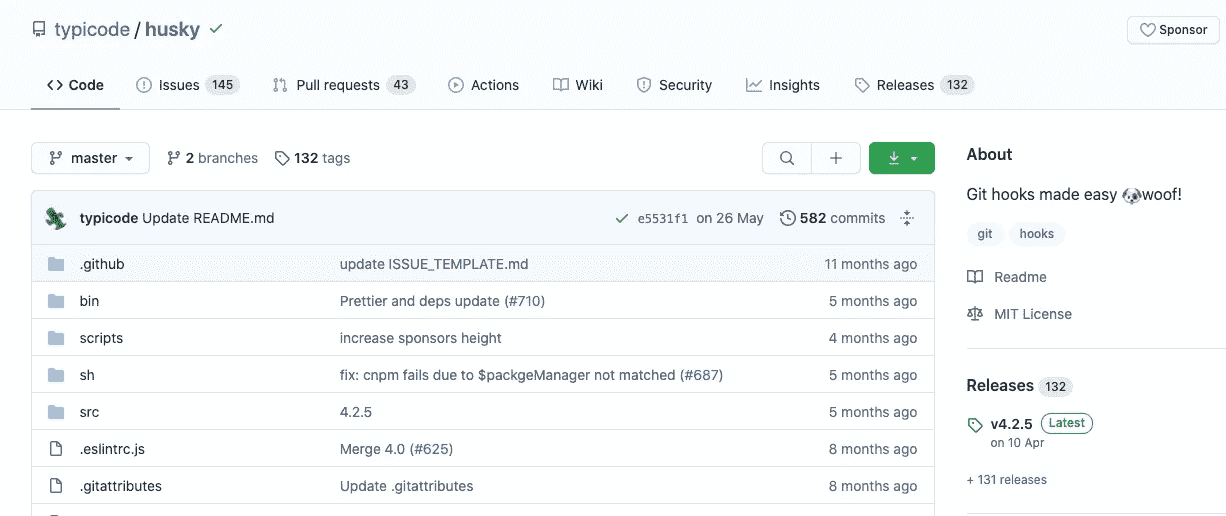 typicode / husky
Sponsor
Code Issues 145 Pull requests 43 Actions Wiki Security Insights Releases 132
master 2 branches 132 tags
typicode Update README.md e5531f1 on 26 May 582 commits
.github update ISSUE_TEMPLATE.md 11 months ago
bin Prettier and deps update (#710) 5 months ago
scripts increase sponsors height 4 months ago
sh fix: cnpm fails due to $packgeManager not matched (#687) 5 months ago
src 4.2.5 5 months ago
.eslintrc.js Merge 4.0 (#625) 8 months ago
.gitattributes Update .gitattributes 8 months ago
About
Git hooks made easy 🐶woof!
git hooks
Readme
MIT License
Releases 132
v4.2.5 Latest
on 10 Apr
+ 131 releases